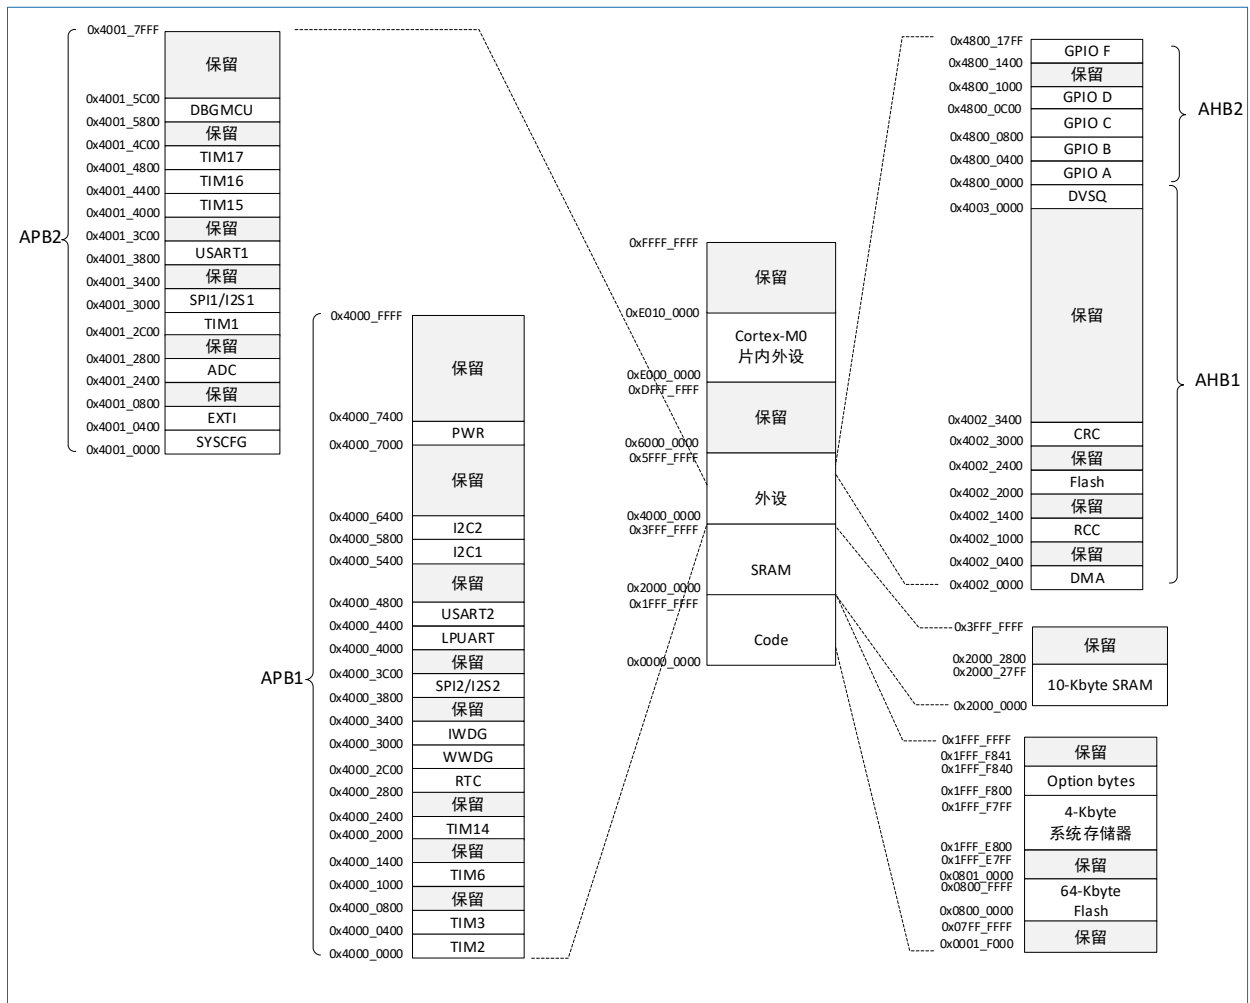 APB2
0x4001_7FFF
保留
0x4001_5C00
DBGMCU
0x4001_5800
保留
0x4001_4C00
TIM17
0x4001_4800
TIM16
0x4001_4400
TIM15
0x4001_4000
保留
0x4001_3C00
USART1
0x4001_3800
保留
0x4001_3400
SPI1/I2S1
0x4001_3000
TIM1
0x4001_2C00
保留
0x4001_2800
ADC
0x4001_2400
保留
0x4001_0800
EXTI
0x4001_0400
SYSCFG
0x4001_0000
APB1
0x4000_FFFF
保留
0x4000_7400
PWR
0x4000_7000
保留
0x4000_6400
I2C2
0x4000_5800
I2C1
0x4000_5400
保留
0x4000_4800
USART2
0x4000_4400
LPUART
0x4000_4000
保留
0x4000_3C00
SPI2/I2S2
0x4000_3800
保留
0x4000_3400
IWDG
0x4000_3000
WWDG
0x4000_2C00
RTC
0x4000_2800
保留
0x4000_2400
TIM14
0x4000_2000
保留
0x4000_1400
TIM6
0x4000_1000
保留
0x4000_0800
TIM3
0x4000_0400
TIM2
0x4000_0000
0xFFFF_FFFF
保留
0xE010_0000
Cortex-M0
片内外设
0xE000_0000
0xDFFF_FFFF
保留
0x6000_0000
0x5FFF_FFFF
外设
0x4000_0000
0x3FFF_FFFF
SRAM
0x2000_0000
0x1FFF_FFFF
Code
0x0000_0000
0x4800_17FF
GPIO F
0x4800_1400
保留
0x4800_1000
GPIO D
0x4800_0C00
GPIO C
0x4800_0800
GPIO B
0x4800_0400
GPIO A
0x4800_0000
AHB2
DVSQ
0x4003_0000
保留
0x4002_3400
CRC
0x4002_3000
保留
0x4002_2400
Flash
0x4002_2000
保留
0x4002_1400
RCC
0x4002_1000
保留
0x4002_0400
DMA
0x4002_0000
AHB1
0x3FFF_FFFF
保留
0x2000_2800
0x2000_27FF
10-Kbyte SRAM
0x2000_0000
0x1FFF_FFFF
保留
0x1FFF_F841
0x1FFF_F840
Option bytes
0x1FFF_F800
0x1FFF_F7FF
4-Kbyte
系统存储器
0x1FFF_E800
0x1FFF_E7FF
保留
0x0801_0000
0x0800_FFFF
64-Kbyte
Flash
0x0800_0000
0x07FF_FFFF
保留
0x0001_F000